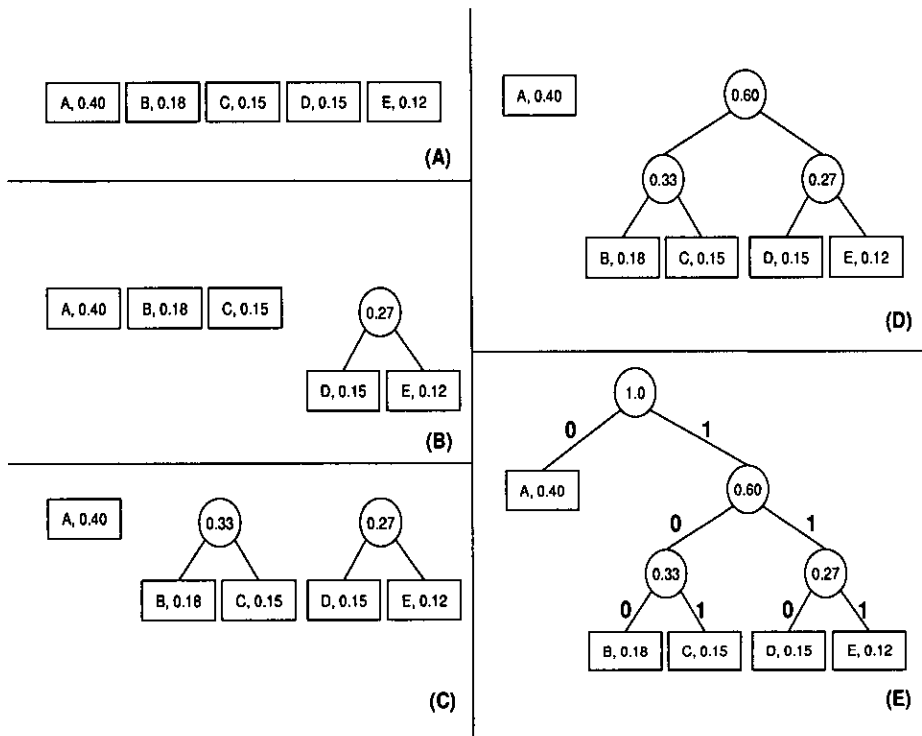 A, 0.40 B, 0.18 C, 0.15 D, 0.15 E, 0.12
(A)
A, 0.40 B, 0.18 C, 0.15 0.27
D, 0.15 E, 0.12
(B)
A, 0.40 0.33 0.27
B, 0.18 C, 0.15 D, 0.15 E, 0.12
(C)
A, 0.40 0.60
0.33 0.27
B, 0.18 C, 0.15 D, 0.15 E, 0.12
(D)
1.0
0 1
A, 0.40 0.60
0 1
0.33 0.27
0 1 0 1
B, 0.18 C, 0.15 D, 0.15 E, 0.12
(E)